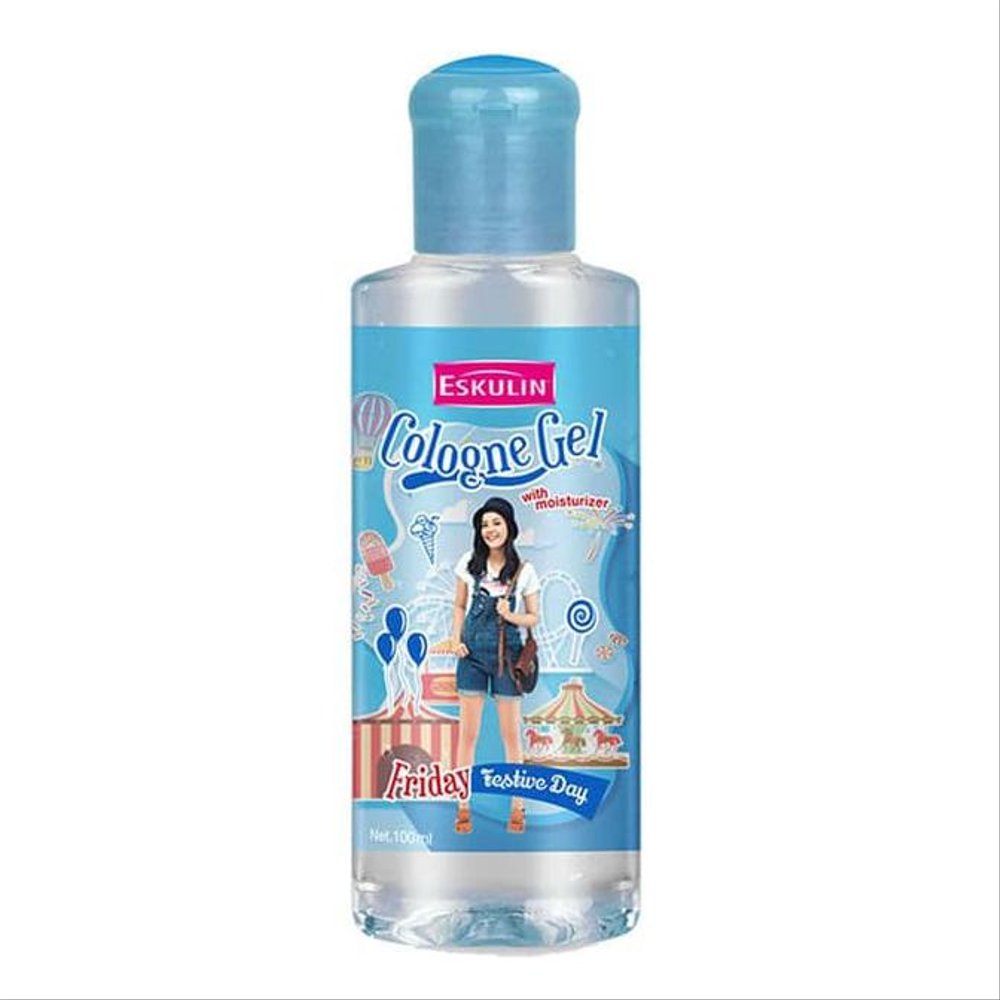 ESKULIN
Cologne Gel
with
moisturizer
Friday Festive Day
Net.100ml